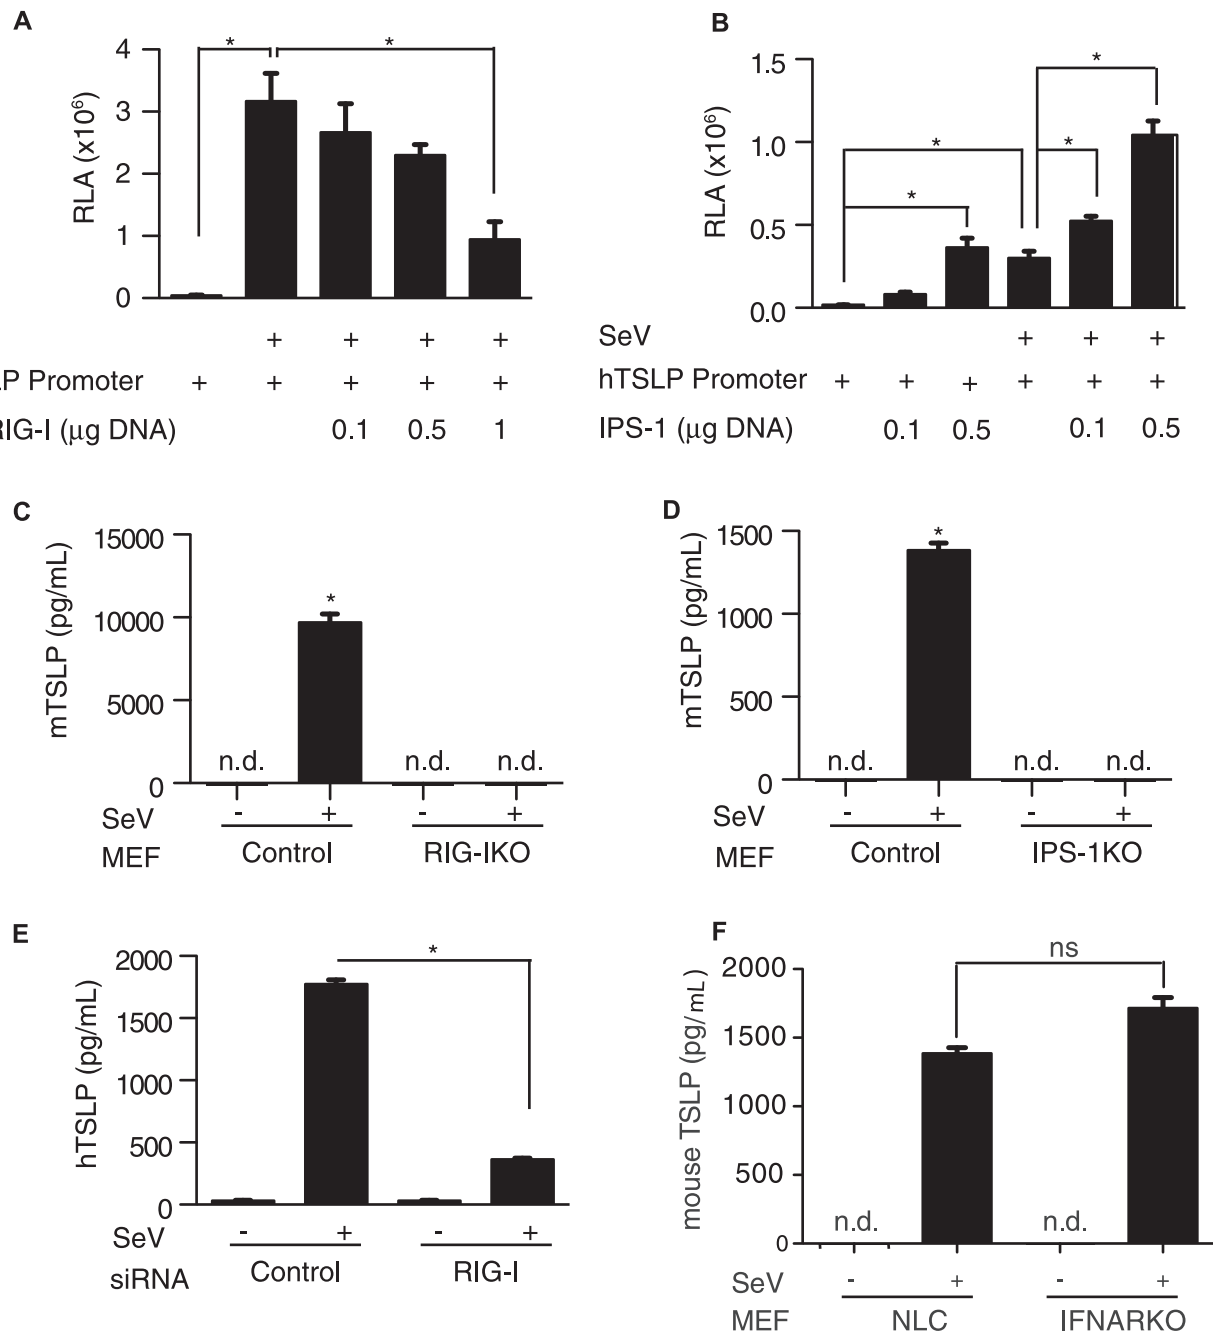 A
4
3
2
1
0
RLA (x10⁶)
* *
+ + + +
LP Promoter + + + + +
RIG-I (μg DNA) 0.1 0.5 1
B
1.5
1.0
0.5
0.0
RLA (x10⁶)
* * * *
SeV + + +
hTSLP Promoter + + + + + +
IPS-1 (μg DNA) 0.1 0.5 0.1 0.5
C
15000
10000
5000
0
mTSLP (pg/mL)
*
n.d. n.d. n.d.
SeV - + - +
MEF Control RIG-IKO
D
1500
1000
500
0
mTSLP (pg/mL)
*
n.d. n.d. n.d.
SeV - + - +
MEF Control IPS-1KO
E
2000
1500
1000
500
0
hTSLP (pg/mL)
*
SeV - + - +
siRNA Control RIG-I
F
2000
1500
1000
500
0
mouse TSLP (pg/mL)
ns
n.d. n.d.
SeV - + - +
MEF NLC IFNARKO